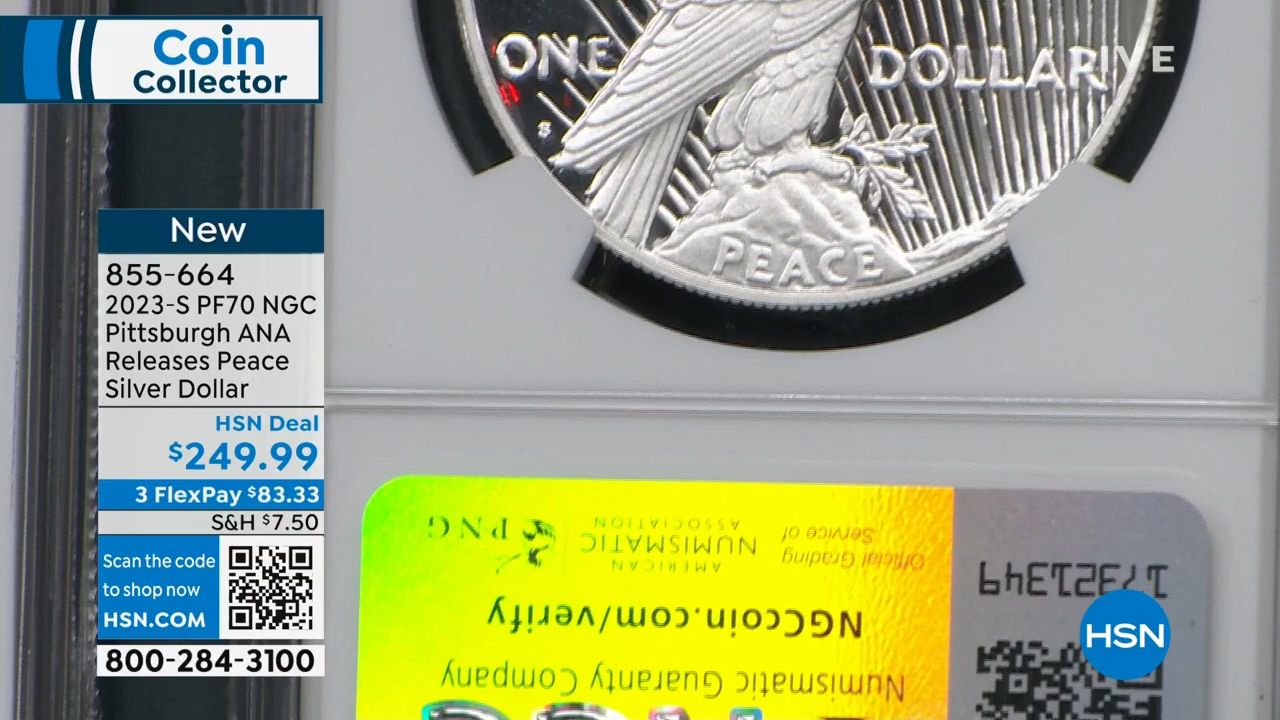 Coin
Collector
New
855-664
2023-S PF70 NGC
Pittsburgh ANA
Releases Peace
Silver Dollar
HSN Deal
$249.99
3 FlexPay $83.33
S&H $7.50
Scan the code
to shop now
HSN.COM
800-284-3100
ONE DOLLAR
S
PEACE
LIVE
P·N·G
AMERICAN
NUMISMATIC
ASSOCIATION
Official Grading
Service of
NGCcoin.com/verify
Numismatic Guaranty Company
HSN